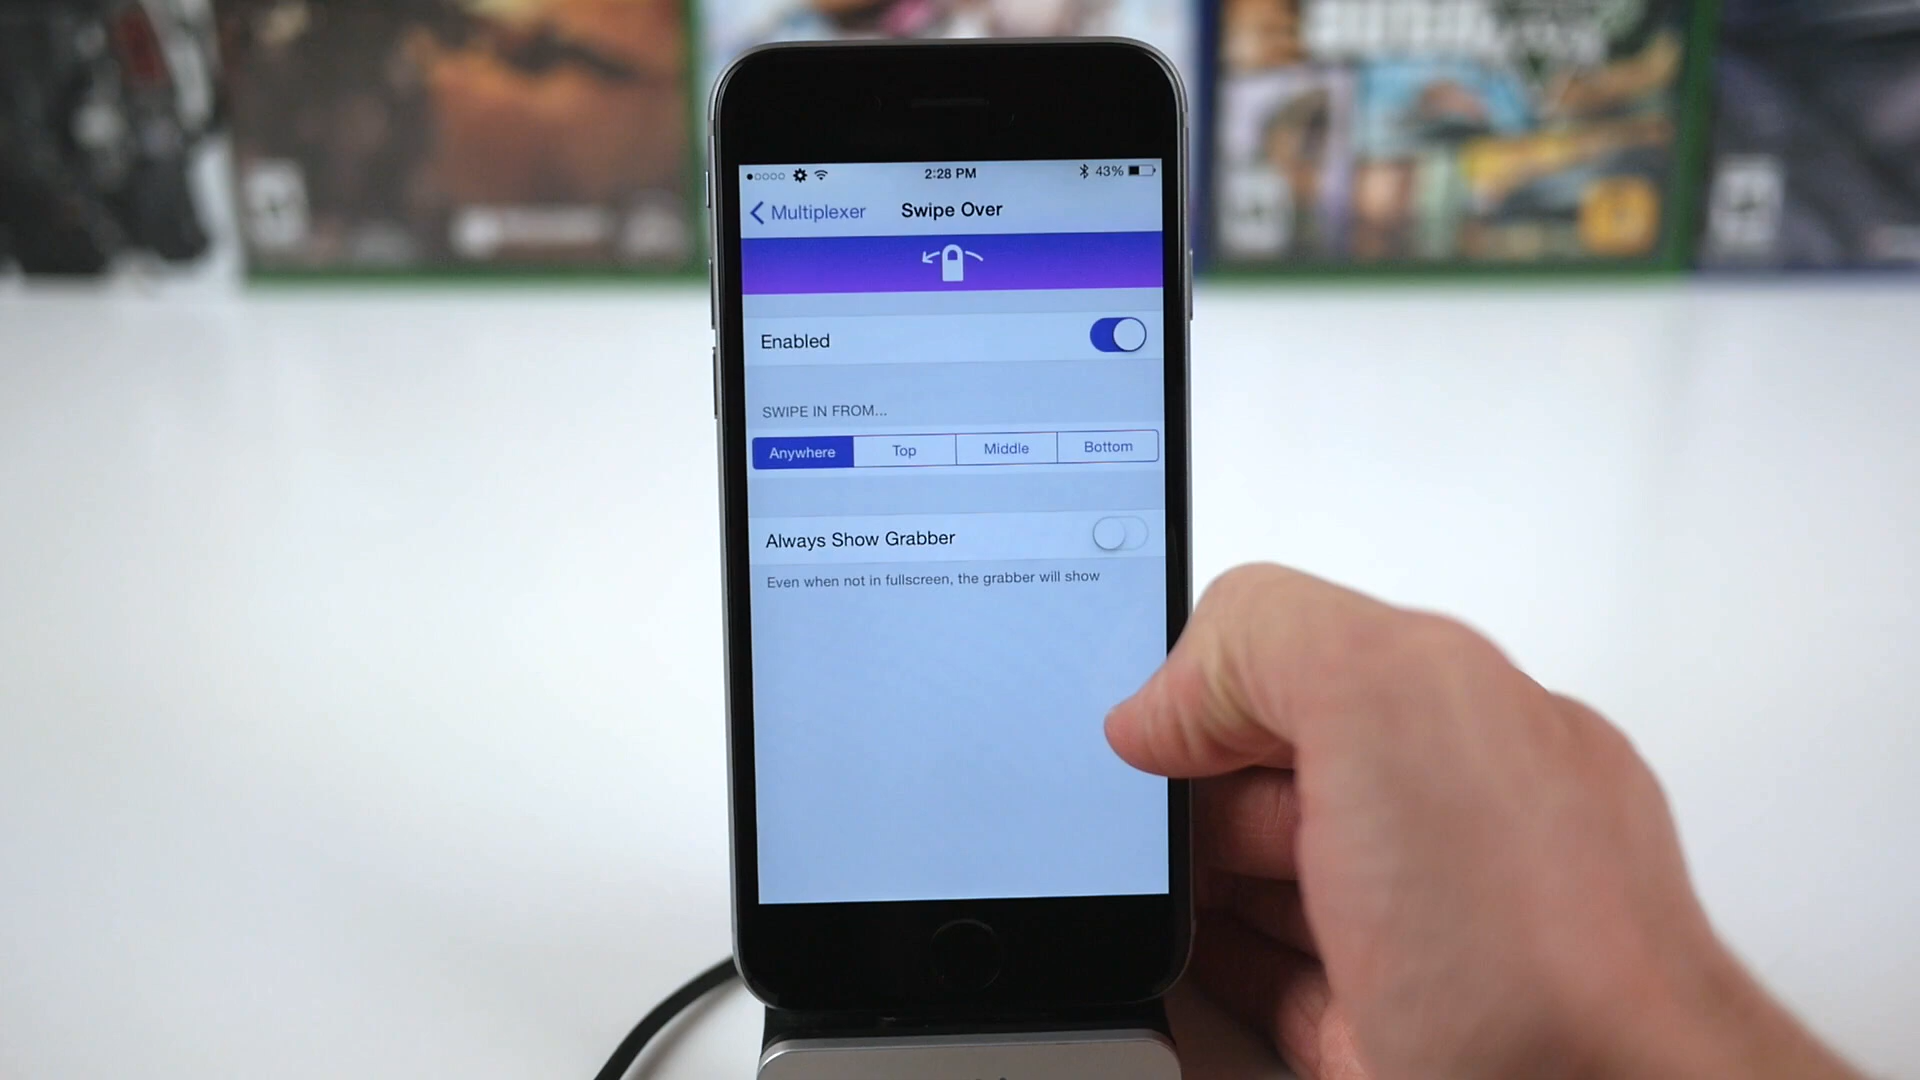 2:28 PM
43%
Multiplexer
Swipe Over
Enabled
SWIPE IN FROM...
Anywhere
Top
Middle
Bottom
Always Show Grabber
Even when not in fullscreen, the grabber will show